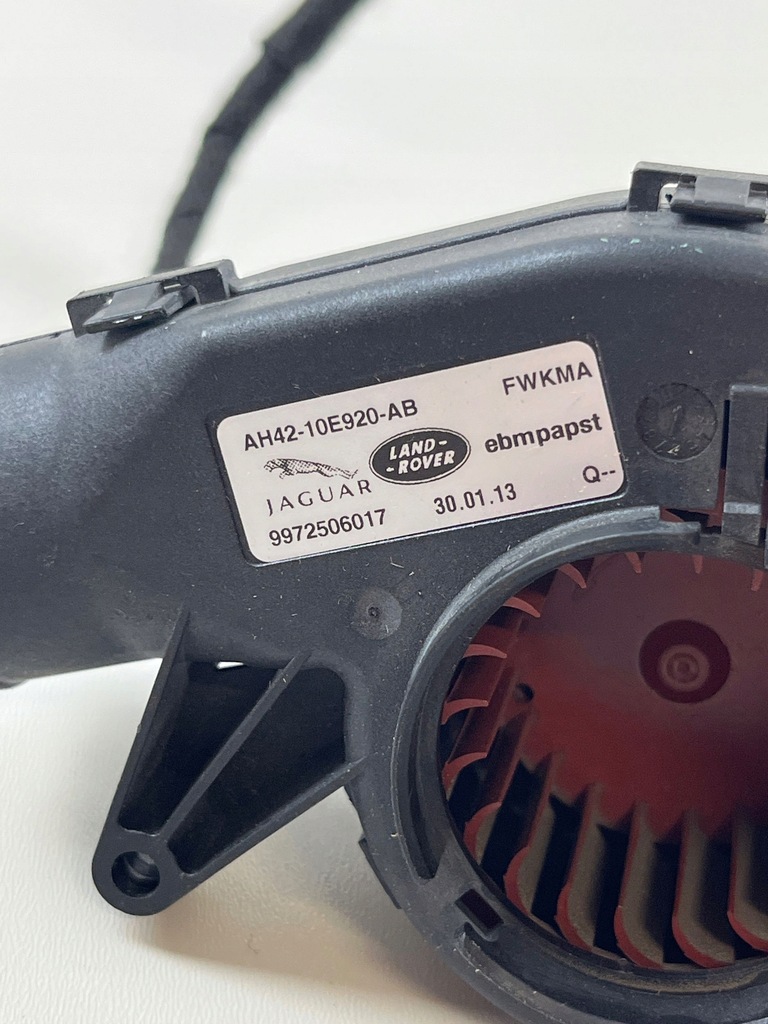 AH42-10E920-AB FWKMA
JAGUAR LAND-
-ROVER ebmpapst
9972506017 30.01.13 Q--